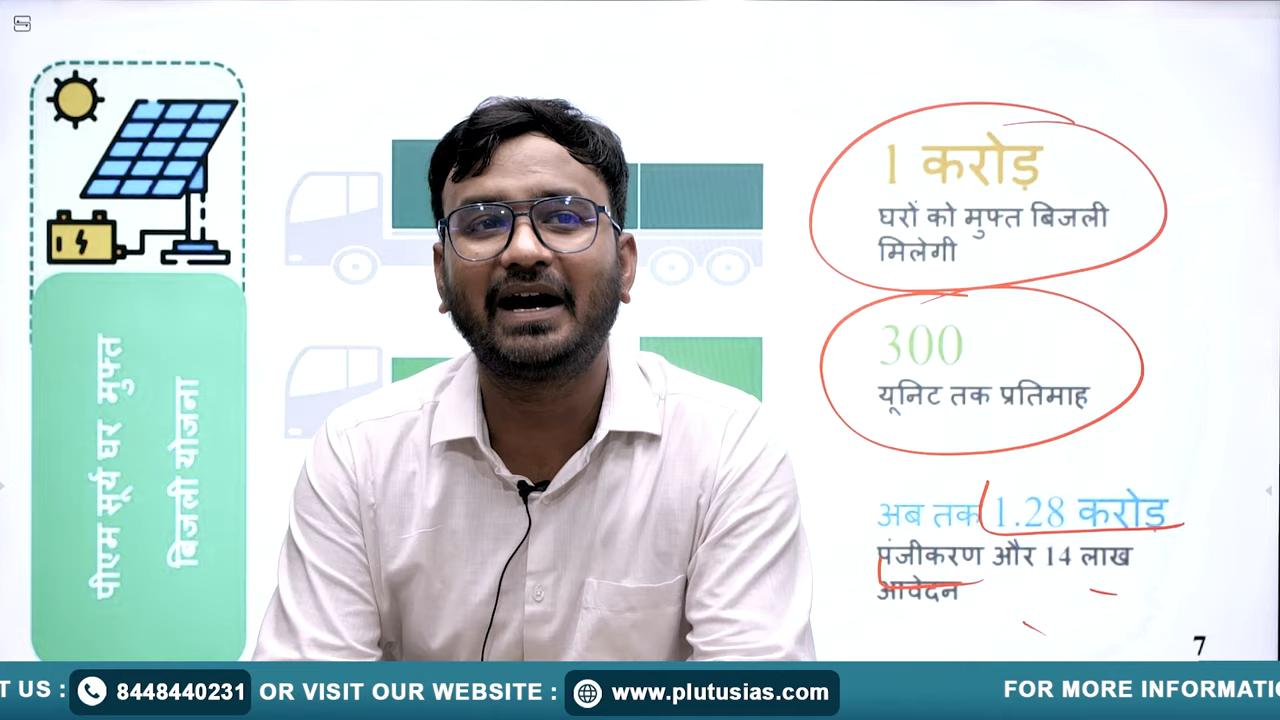 पीएम सूर्य घर मुफ्त
बिजली योजना
1 करोड़
घरों को मुफ्त बिजली
मिलेगी
300
यूनिट तक प्रतिमाह
अब तक 1.28 करोड़
पंजीकरण और 14 लाख
आवेदन
7
T US : 8448440231 OR VISIT OUR WEBSITE : www.plutusias.com FOR MORE INFORMATIO